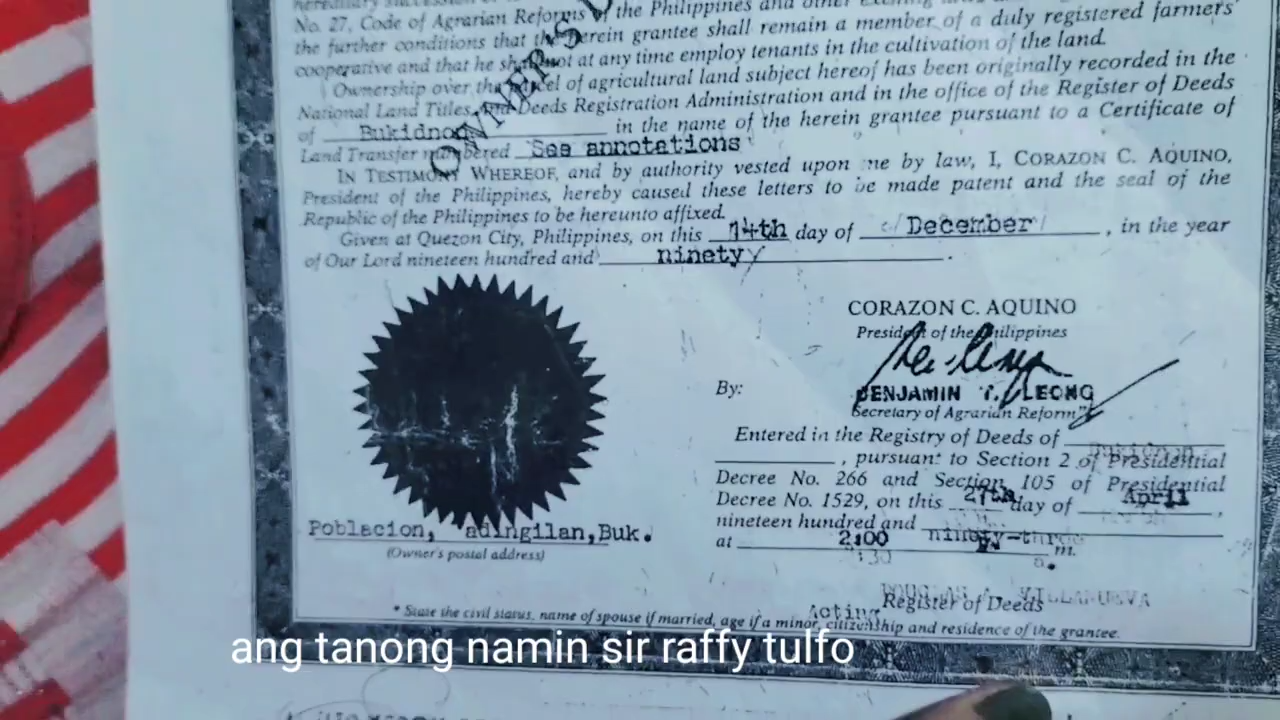 No. 27, Code of Agrarian Reforms of the Philippines and other existing laws
the further conditions that the herein grantee shall remain a member of a duly registered farmers'
cooperative and that he shall not at any time employ tenants in the cultivation of the land.
Ownership over the parcel of agricultural land subject hereof has been originally recorded in the
National Land Titles and Deeds Registration Administration and in the office of the Register of Deeds
of Bukidnon in the name of the herein grantee pursuant to a Certificate of
Land Transfer numbered See annotations
IN TESTIMONY WHEREOF, and by authority vested upon me by law, I, CORAZON C. AQUINO,
President of the Philippines, hereby caused these letters to be made patent and the seal of the
Republic of the Philippines to be hereunto affixed.
Given at Quezon City, Philippines, on this 14th day of December, in the year
of Our Lord nineteen hundred and ninety.
CORAZON C. AQUINO
President of the Philippines
By:
BENJAMIN T. LEONG
Secretary of Agrarian Reform
Entered in the Registry of Deeds of
Bukidnon, pursuant to Section 2 of Presidential
Decree No. 266 and Section 105 of Presidential
Decree No. 1529, on this 27th day of April,
nineteen hundred and ninety-three
at 2:00 m.
Poblacion, adingilan, Buk.
(Owner's postal address)
Acting Register of Deeds
* State the civil status, name of spouse if married, age if a minor, citizenship and residence of the grantee.
ang tanong namin sir raffy tulfo